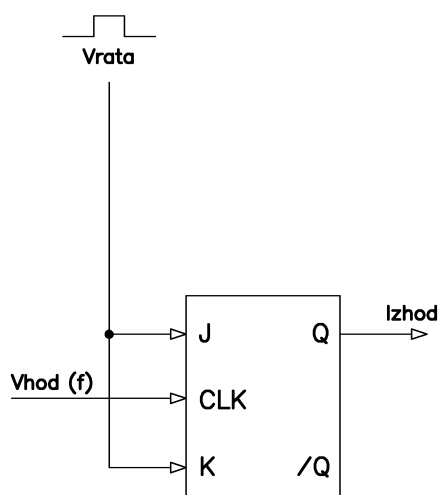 Vrata
Izhod
J
Q
Vhod (f)
CLK
K
/Q